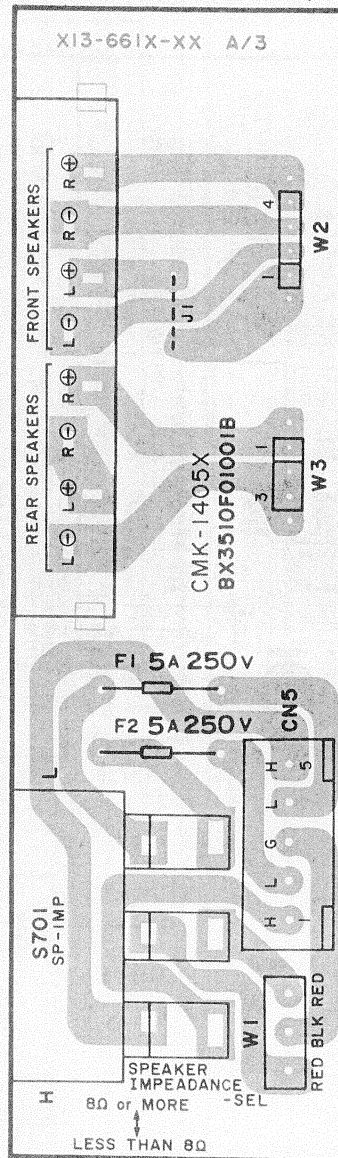 X13-661X-XX A/3
FRONT SPEAKERS
R ⊕
R ⊖
L ⊕
L ⊖
REAR SPEAKERS
R ⊕
R ⊖
L ⊕
L ⊖
4
1
W2
J1
1
3
W3
CMK-1405X
BX3510F01001B
F1 5A 250V
F2 5A 250V
CN5
H
L
G
L
H
5
1
L
S701
SP-IMP
H
W1
RED BLK RED
SPEAKER
IMPEADANCE
-SEL
8Ω or MORE
LESS THAN 8Ω